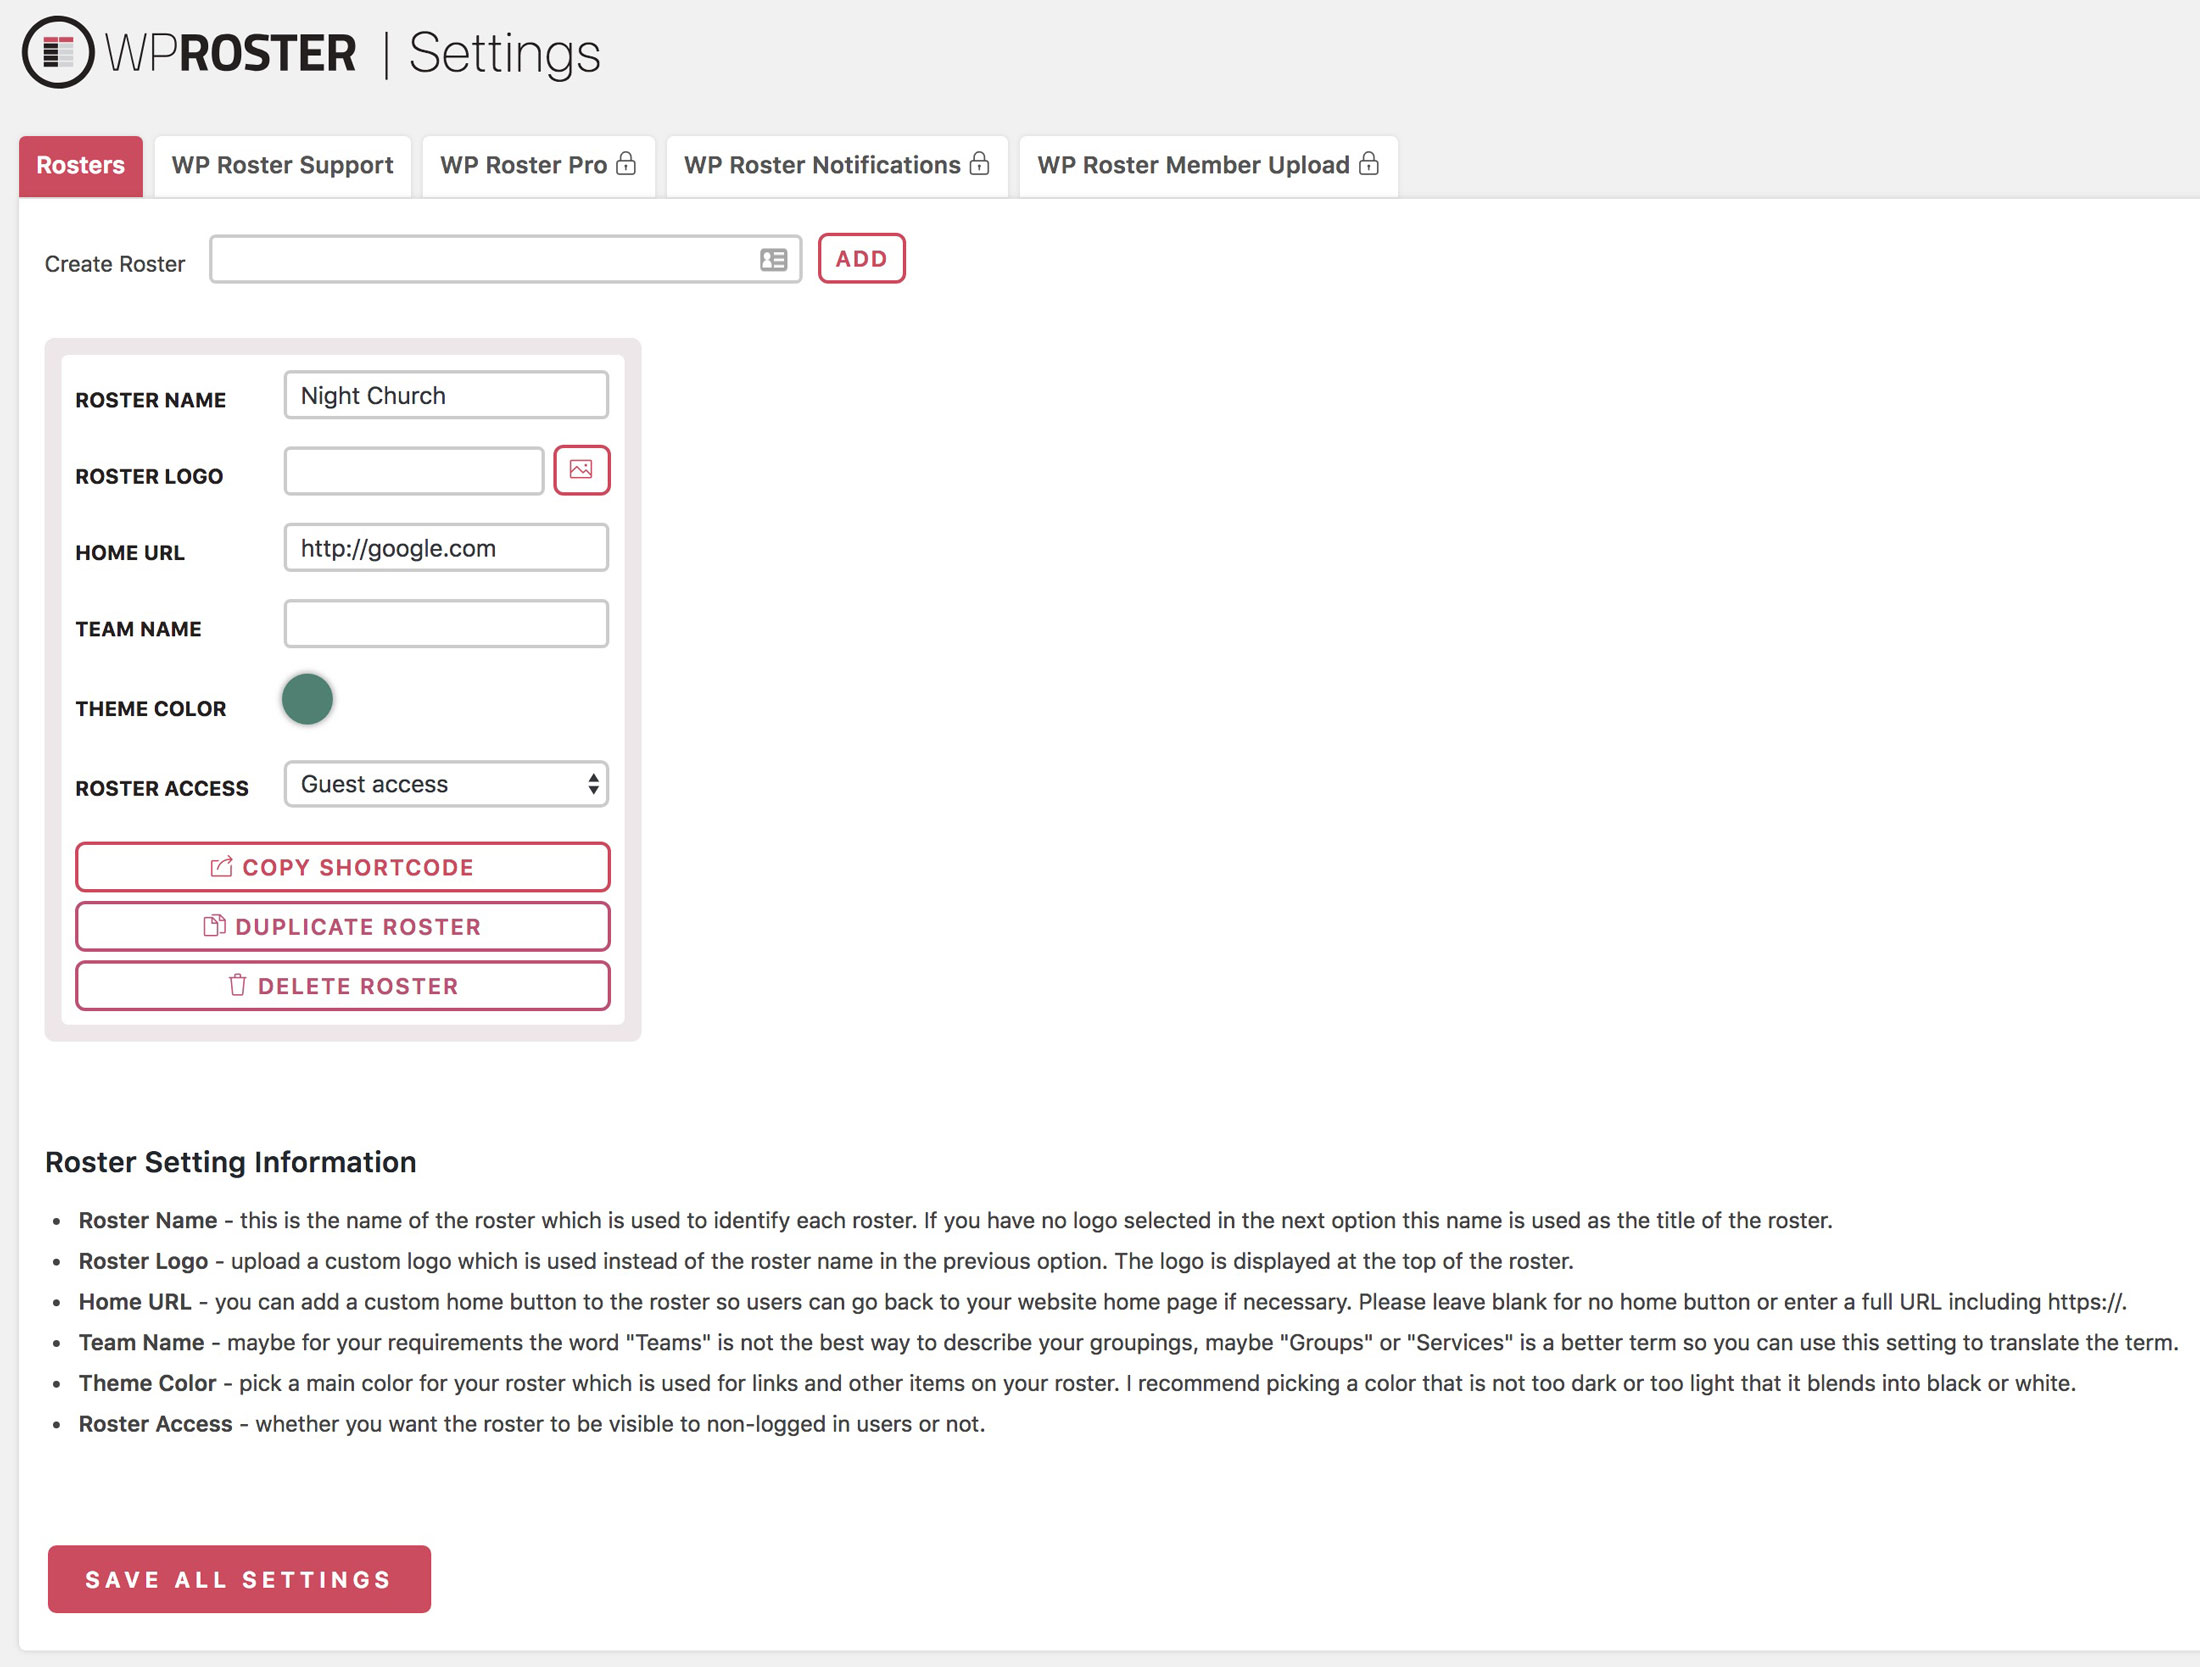 WPROSTER | Settings
Rosters
WP Roster Support
WP Roster Pro
WP Roster Notifications
WP Roster Member Upload
Create Roster
ADD
ROSTER NAME
Night Church
ROSTER LOGO
HOME URL
http://google.com
TEAM NAME
THEME COLOR
ROSTER ACCESS
Guest access
COPY SHORTCODE
DUPLICATE ROSTER
DELETE ROSTER
Roster Setting Information
• Roster Name - this is the name of the roster which is used to identify each roster. If you have no logo selected in the next option this name is used as the title of the roster.
• Roster Logo - upload a custom logo which is used instead of the roster name in the previous option. The logo is displayed at the top of the roster.
• Home URL - you can add a custom home button to the roster so users can go back to your website home page if necessary. Please leave blank for no home button or enter a full URL including https://.
• Team Name - maybe for your requirements the word "Teams" is not the best way to describe your groupings, maybe "Groups" or "Services" is a better term so you can use this setting to translate the term.
• Theme Color - pick a main color for your roster which is used for links and other items on your roster. I recommend picking a color that is not too dark or too light that it blends into black or white.
• Roster Access - whether you want the roster to be visible to non-logged in users or not.
SAVE ALL SETTINGS